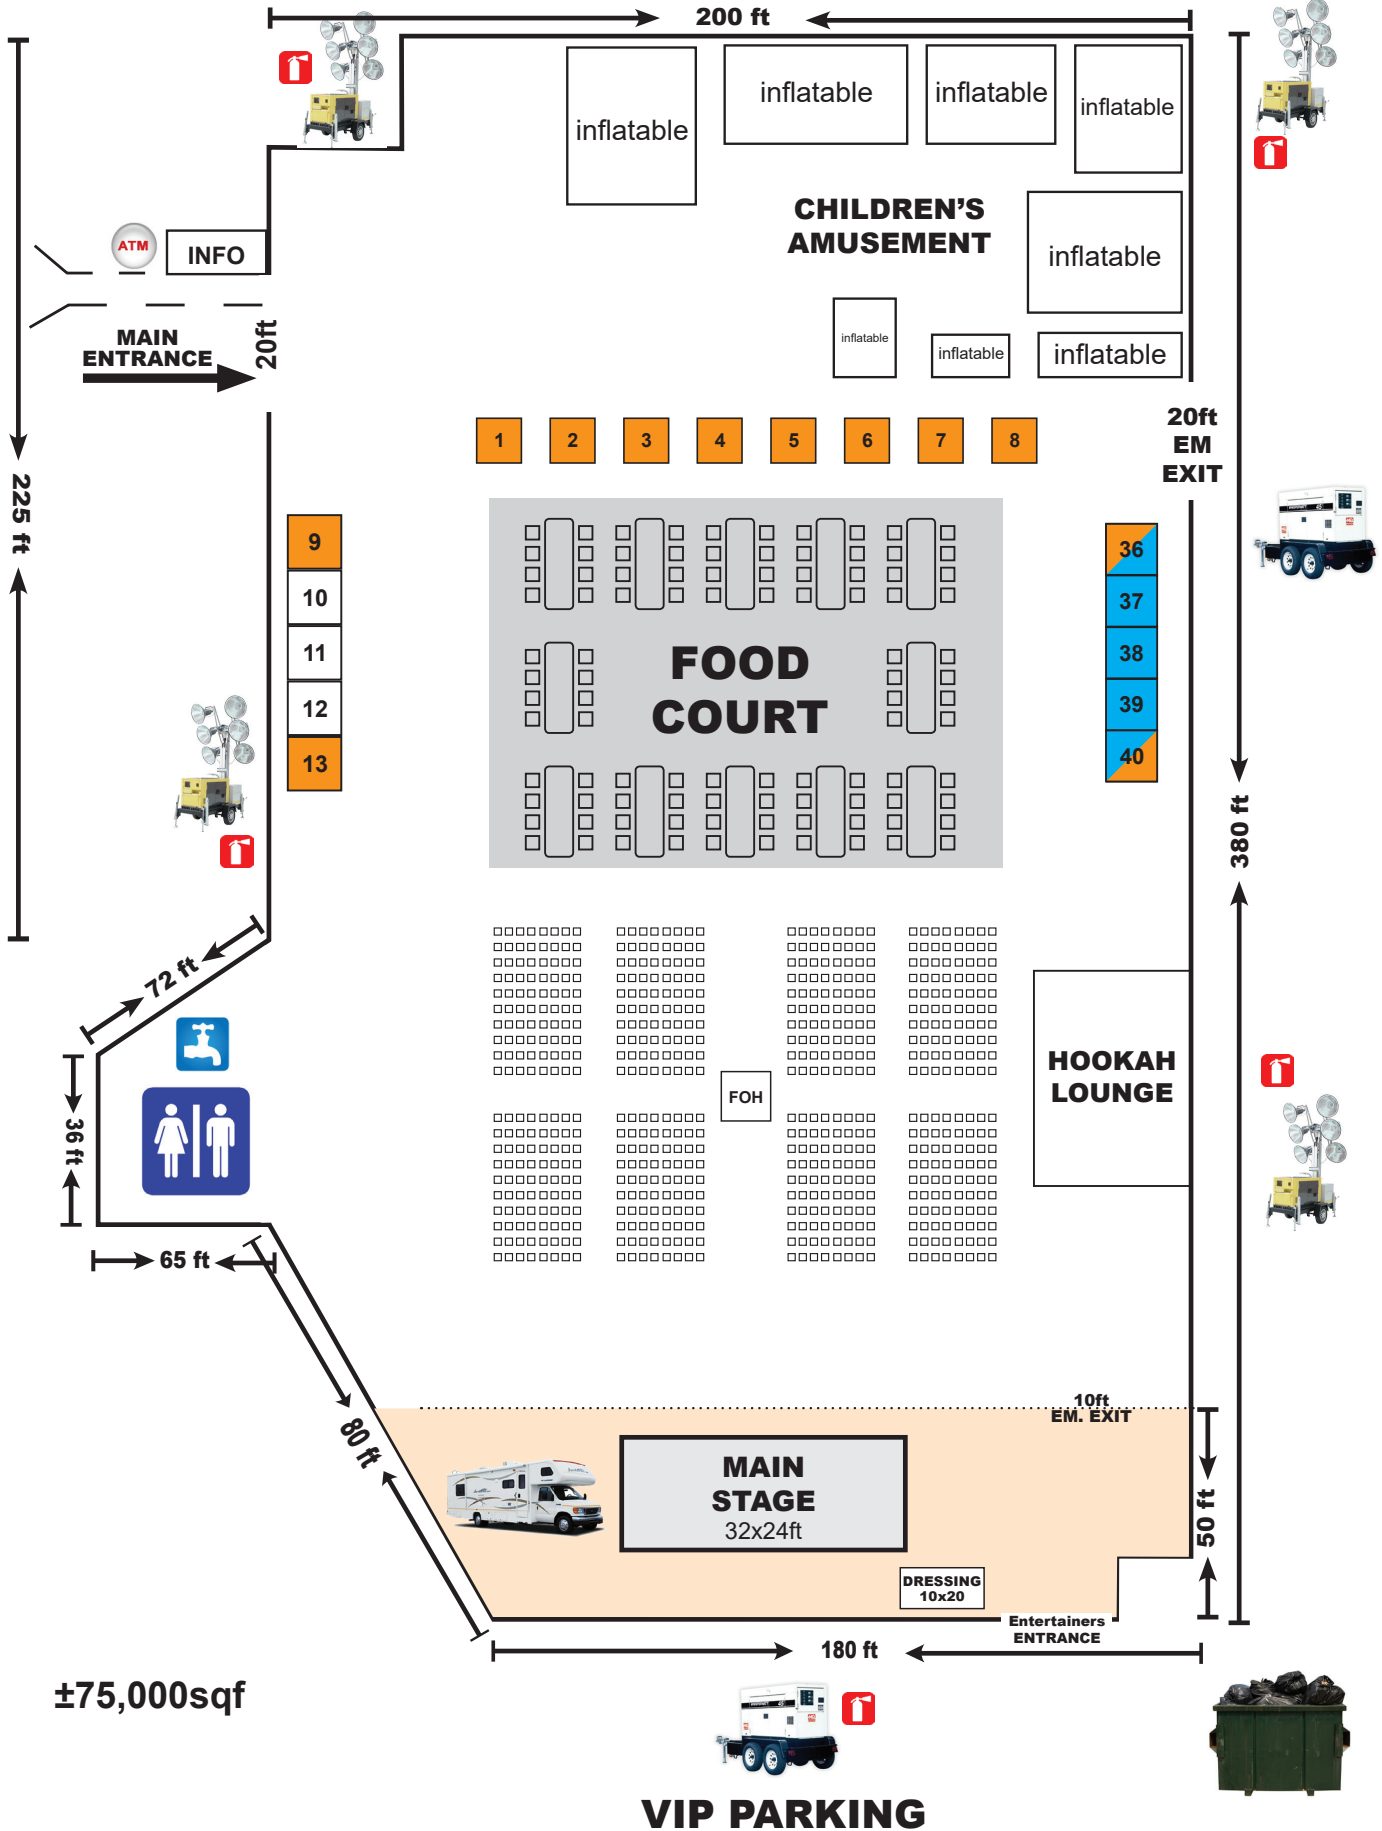 200 ft
inflatable
inflatable
inflatable
inflatable
CHILDREN'S
AMUSEMENT
inflatable
ATM
INFO
MAIN
ENTRANCE
20ft
inflatable
inflatable
inflatable
1
2
3
4
5
6
7
8
20ft
EM
EXIT
225 ft
9
10
11
12
13
FOOD
COURT
36
37
38
39
40
380 ft
72 ft
36 ft
65 ft
FOH
HOOKAH
LOUNGE
80 ft
10ft
EM. EXIT
MAIN
STAGE
32x24ft
50 ft
DRESSING
10x20
Entertainers
ENTRANCE
180 ft
±75,000sqf
VIP PARKING